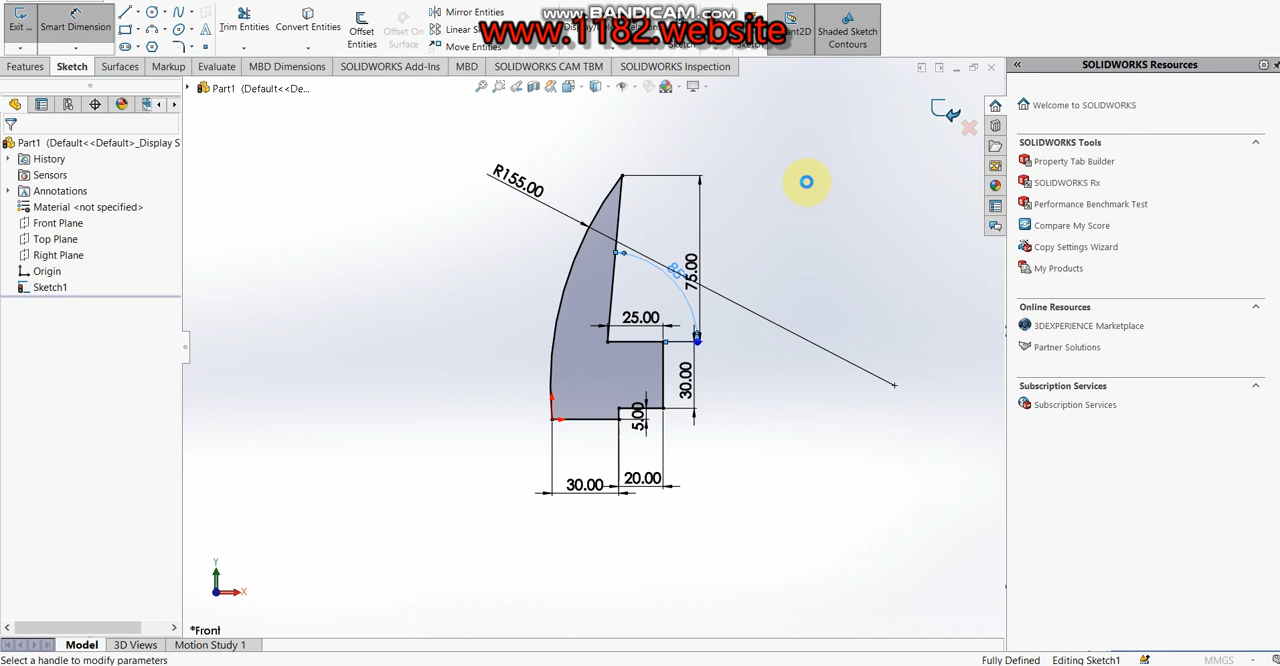 www.BANDICAM.com
www.1182.website
Exit ...
Smart Dimension
Trim Entities
Convert Entities
Offset Entities
Offset On Surface
Mirror Entities
Linear S
Move Entities
Shaded Sketch Contours
Features
Sketch
Surfaces
Markup
Evaluate
MBD Dimensions
SOLIDWORKS Add-Ins
MBD
SOLIDWORKS CAM TBM
SOLIDWORKS Inspection
SOLIDWORKS Resources
Part1 (Default<<De...
Welcome to SOLIDWORKS
SOLIDWORKS Tools
Property Tab Builder
SOLIDWORKS Rx
Performance Benchmark Test
Compare My Score
Copy Settings Wizard
My Products
Online Resources
3DEXPERIENCE Marketplace
Partner Solutions
Subscription Services
Subscription Services
Part1 (Default<<Default>_Display S
History
Sensors
Annotations
Material <not specified>
Front Plane
Top Plane
Right Plane
Origin
Sketch1
R155.00
75.00
25.00
30.00
5.00
30.00
20.00
Y
X
*Front
Model
3D Views
Motion Study 1
Select a handle to modify parameters
Fully Defined
Editing Sketch1
MMGS